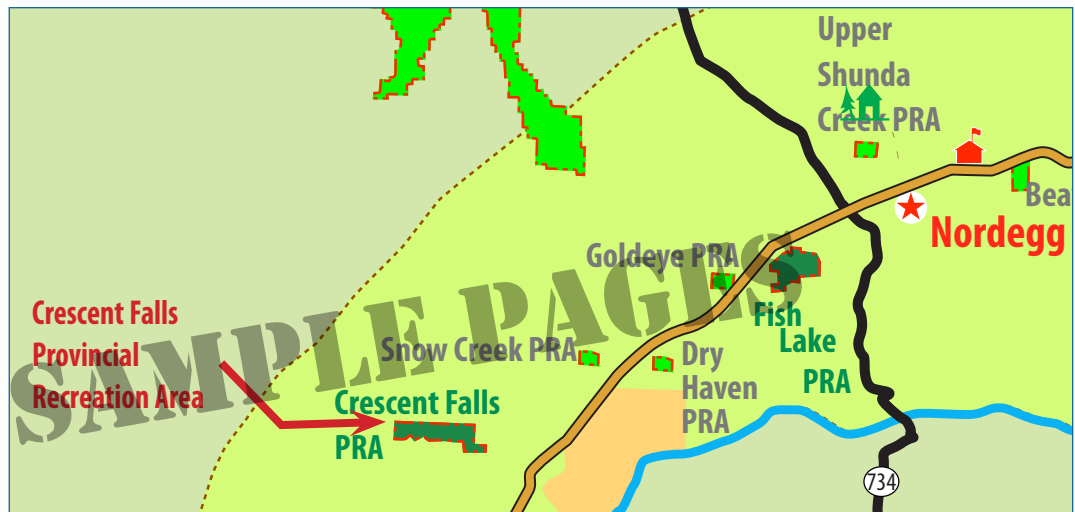 Upper
Shunda
Creek PRA
Bea
Nordegg
Goldeye PRA
Fish
Lake
PRA
Crescent Falls
Provincial
Recreation Area
Snow Creek PRA
Dry
Haven
PRA
Crescent Falls
PRA
734
SAMPLE PAGES